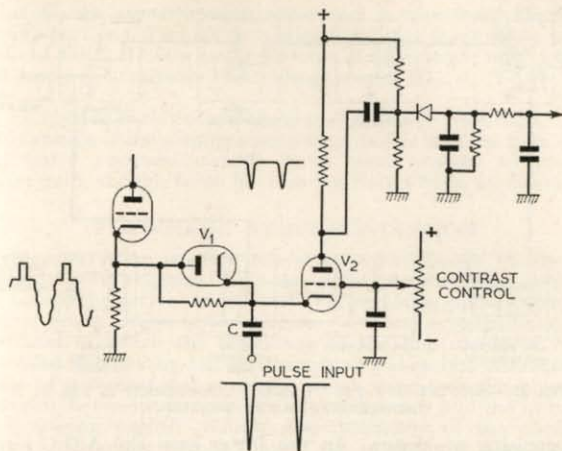 +
V1
V2
+
CONTRAST
CONTROL
C
−
PULSE INPUT